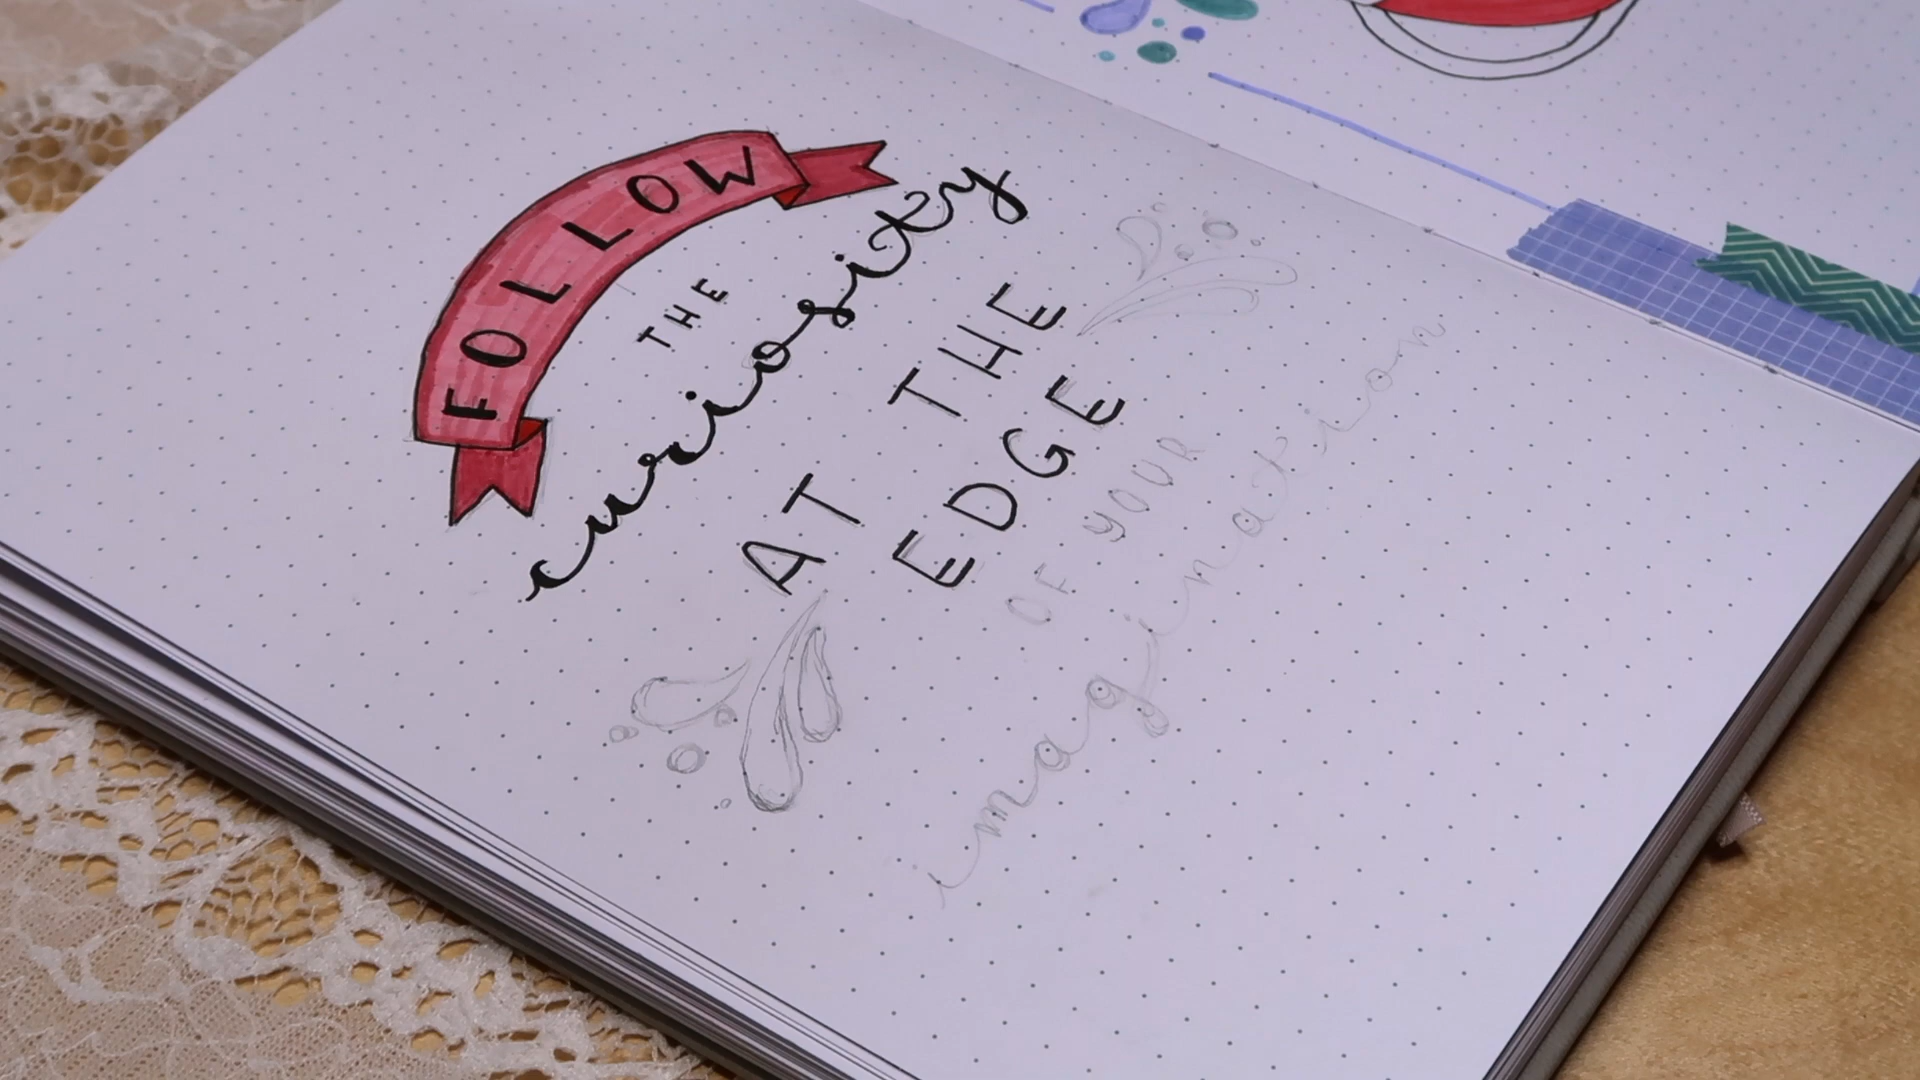 FOLLOW
THE
curiosity
AT THE
EDGE
OF YOUR
imagination